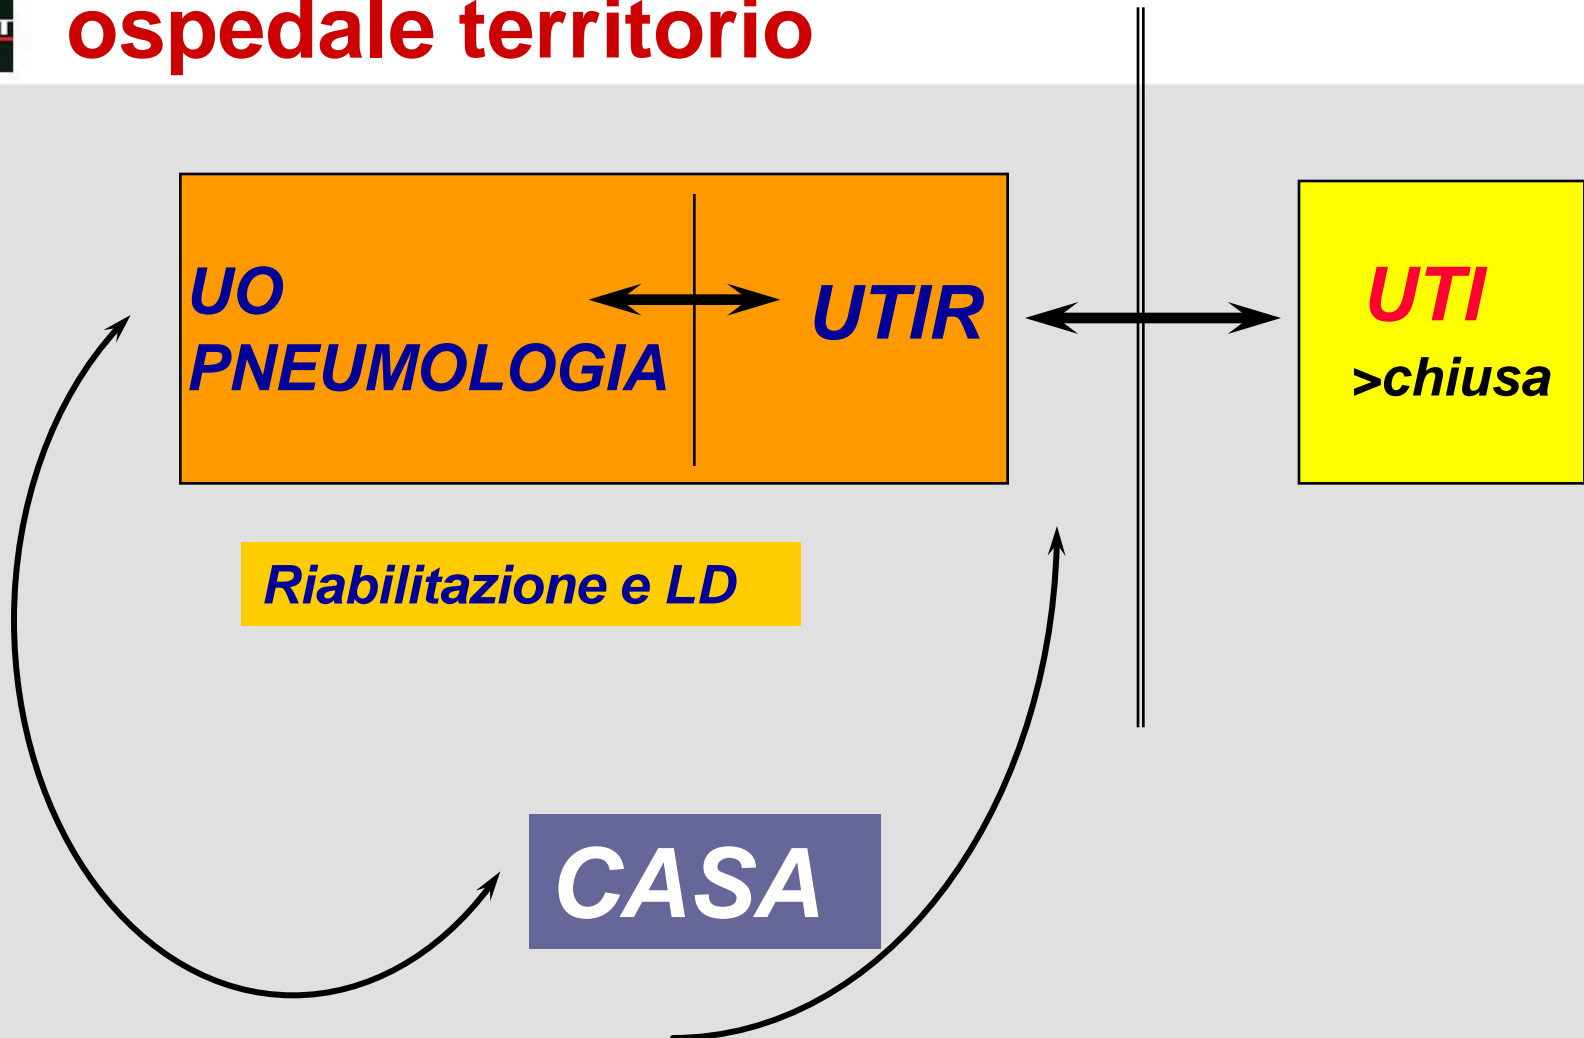 ospedale territorio
UO
PNEUMOLOGIA
UTIR
UTI
>chiusa
Riabilitazione e LD
CASA